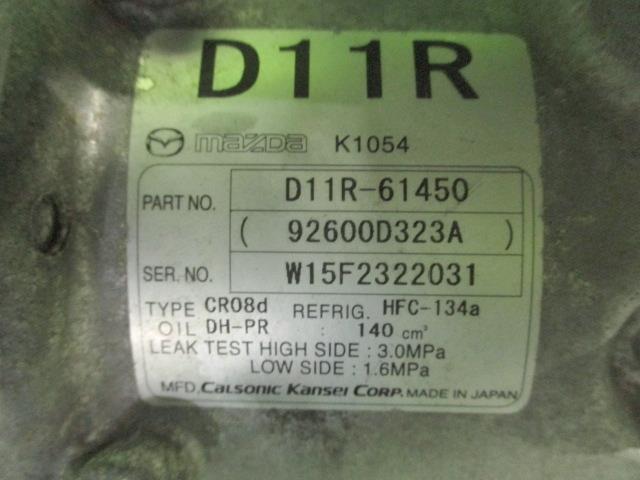 D11R
mazda K1054
PART NO. D11R-61450
( 92600D323A )
SER. NO. W15F2322031
TYPE CR08d REFRIG. HFC-134a
OIL DH-PR : 140 cm³
LEAK TEST HIGH SIDE : 3.0MPa
LOW SIDE : 1.6MPa
MFD. Calsonic Kansei Corp. MADE IN JAPAN